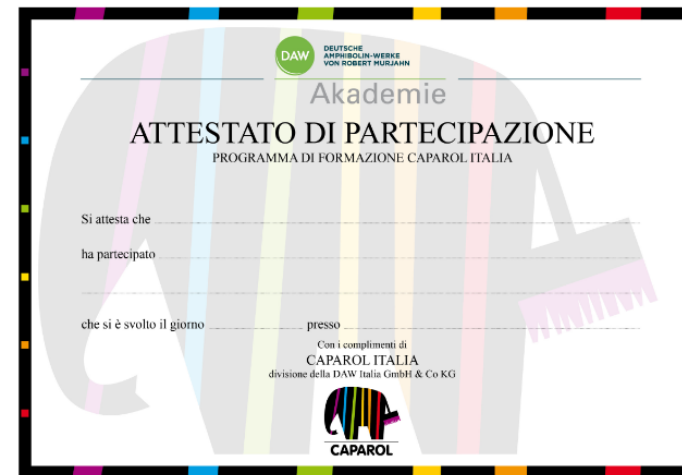 DAW
DEUTSCHE
AMPHIBOLIN-WERKE
VON ROBERT MURJAHN
Akademie
ATTESTATO DI PARTECIPAZIONE
PROGRAMMA DI FORMAZIONE CAPAROL ITALIA
Si attesta che
ha partecipato
che si è svolto il giorno presso
Con i complimenti di
CAPAROL ITALIA
divisione della DAW Italia GmbH & Co KG
CAPAROL